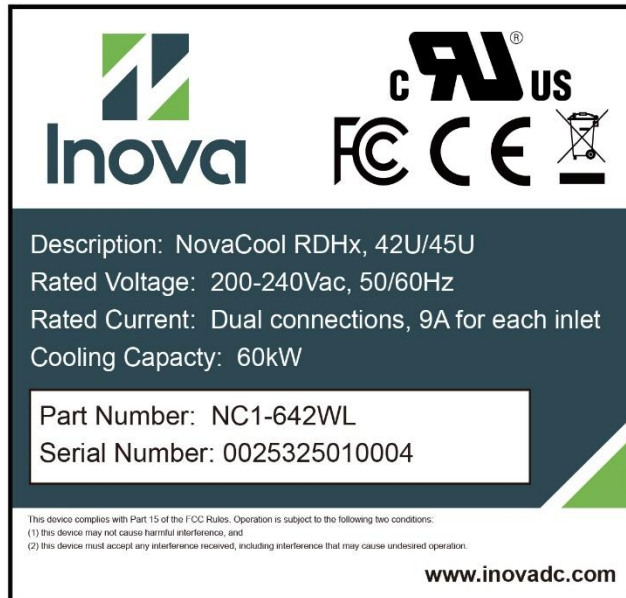 Inova
C RU® US
FC CE
Description: NovaCool RDHx, 42U/45U
Rated Voltage: 200-240Vac, 50/60Hz
Rated Current: Dual connections, 9A for each inlet
Cooling Capacty: 60kW
Part Number: NC1-642WL
Serial Number: 0025325010004
This device complies with Part 15 of the FCC Rules. Operation is subject to the following two conditions:
(1) this device may not cause harmful interference, and
(2) this device must accept any interference received, including interference that may cause undesired operation.
www.inovadc.com